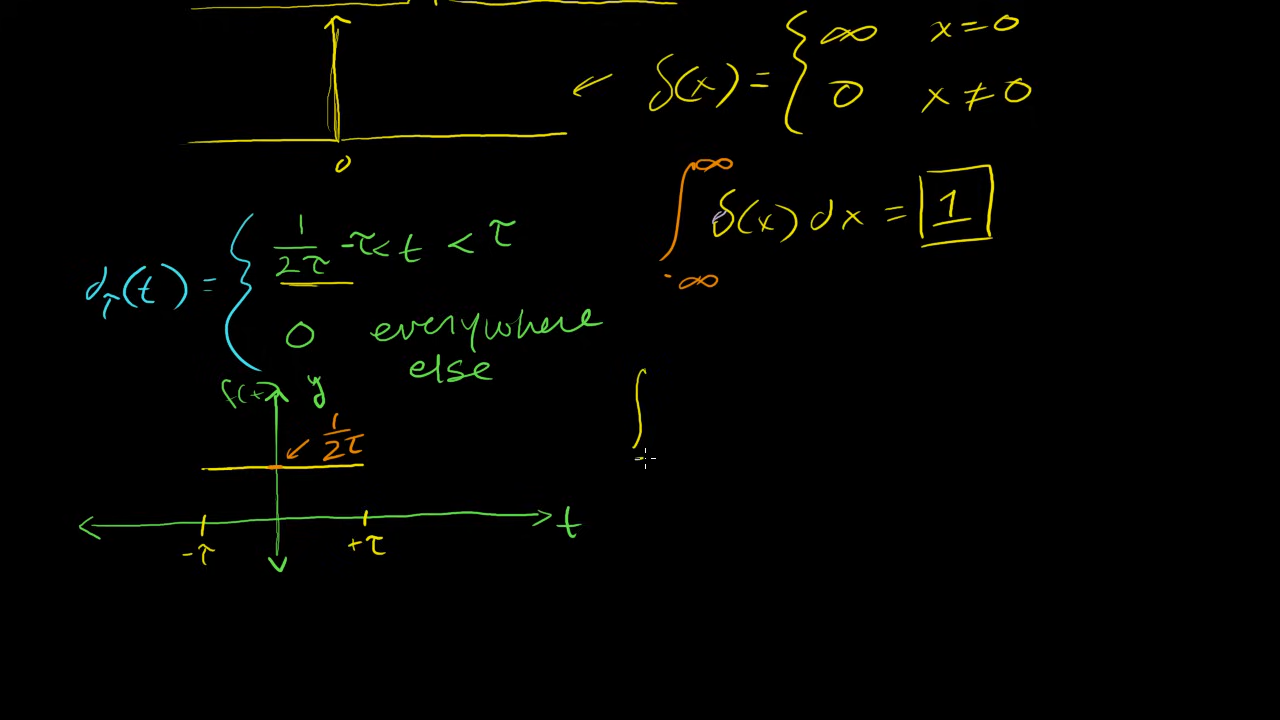 δ(x) = { ∞ x = 0
0 x ≠ 0
0
∫_{-∞}^{∞} δ(x) dx = 1
d_τ(t) = { 1/2τ -τ < t < τ
0 everywhere
else
y
1/2τ
t
-τ +τ
∫
-